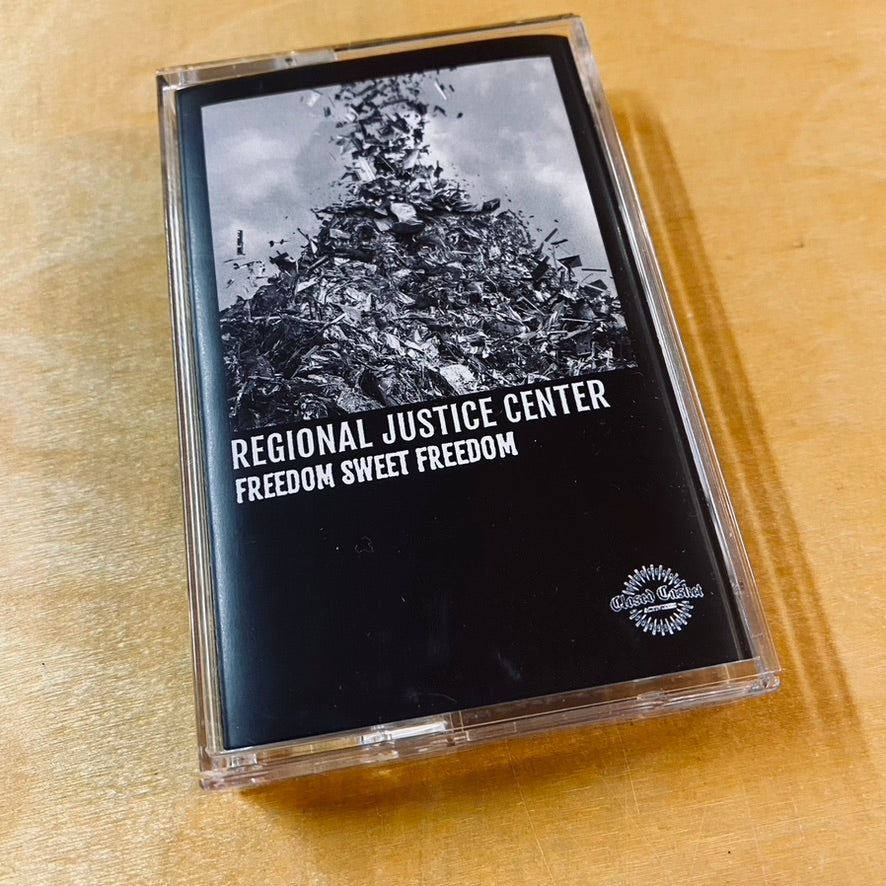 REGIONAL JUSTICE CENTER
FREEDOM SWEET FREEDOM
Closed Casket